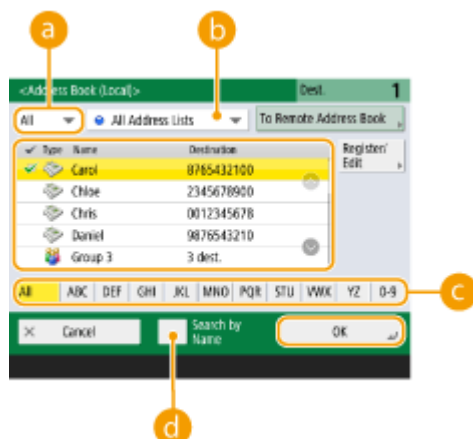 a
b
<Address Book (Local)> Dest. 1
All All Address Lists To Remote Address Book
Type Name Destination
Register/
Edit
Carol 8765432100
Chloe 2345678900
Chris 0012345678
Daniel 9876543210
Group 3 3 dest.
All ABC DEF GHI JKL MNO PQR STU VWX YZ 0-9
c
Cancel Search by
Name OK
d